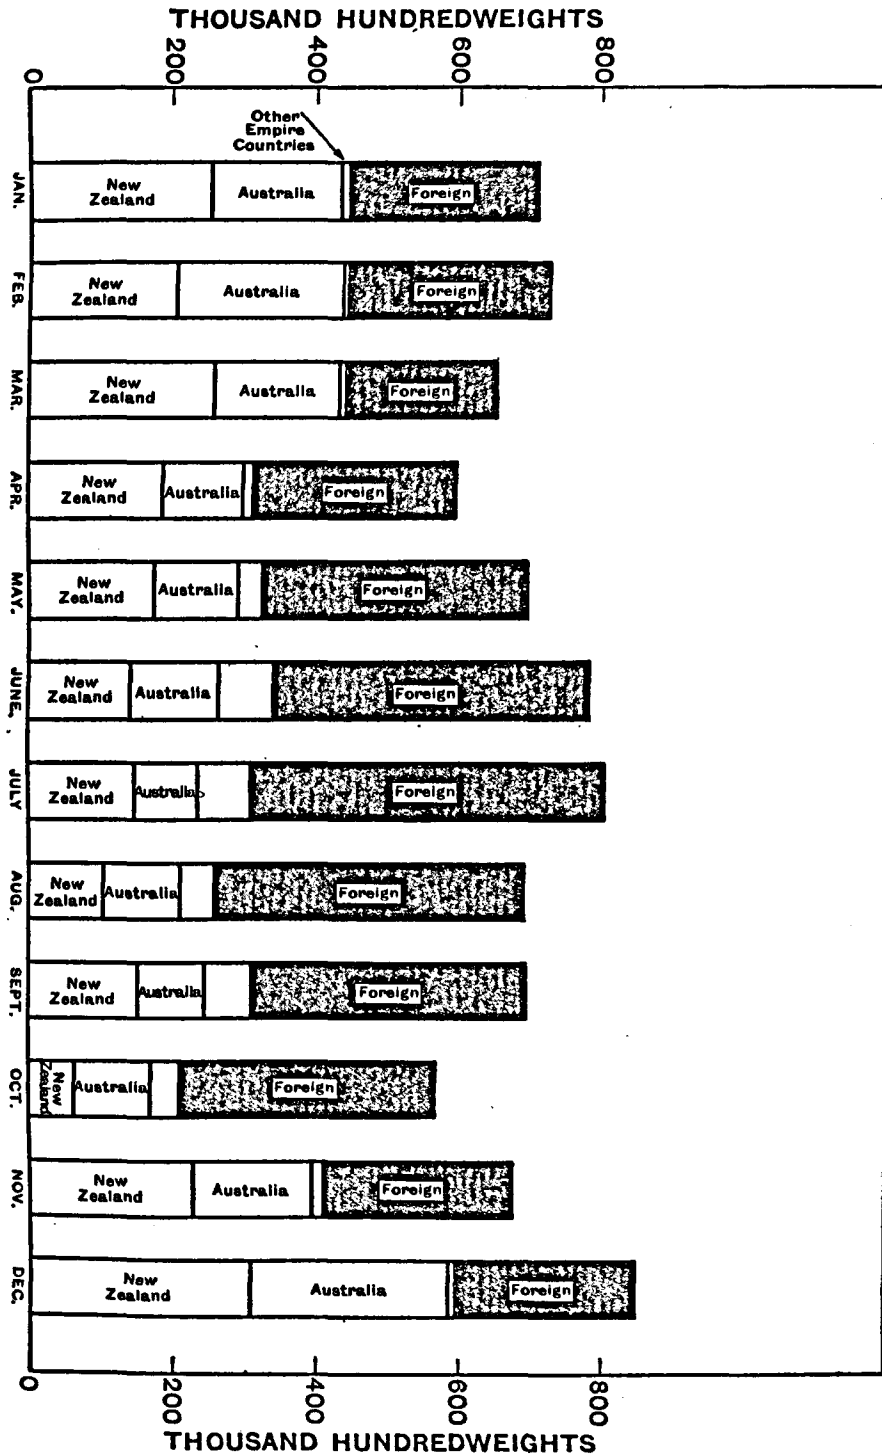 THOUSAND HUNDREDWEIGHTS
0 200 400 600 800
Other
Empire
Countries
JAN.
New
Zealand
Australia
Foreign
FEB.
New
Zealand
Australia
Foreign
MAR.
New
Zealand
Australia
Foreign
APR.
New
Zealand
Australia
Foreign
MAY.
New
Zealand
Australia
Foreign
JUNE.
New
Zealand
Australia
Foreign
JULY
New
Zealand
Australia
Foreign
AUG.
New
Zealand
Australia
Foreign
SEPT.
New
Zealand
Australia
Foreign
OCT.
New
Zealand
Australia
Foreign
NOV.
New
Zealand
Australia
Foreign
DEC.
New
Zealand
Australia
Foreign
0 200 400 600 800
THOUSAND HUNDREDWEIGHTS